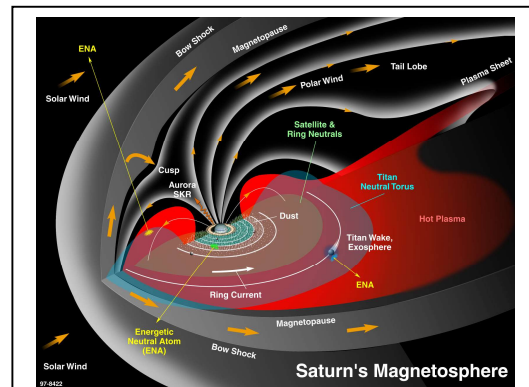 ENA
Bow Shock
Magnetopause
Tail Lobe
Polar Wind
Plasma Sheet
Solar Wind
Satellite &
Ring Neutrals
Cusp
Aurora
SKR
Titan
Neutral Torus
Dust
Hot Plasma
Titan Wake,
Exosphere
ENA
Ring Current
Energetic
Neutral Atom
(ENA)
Magnetopause
Bow Shock
Solar Wind
97-8422
Saturn's Magnetosphere